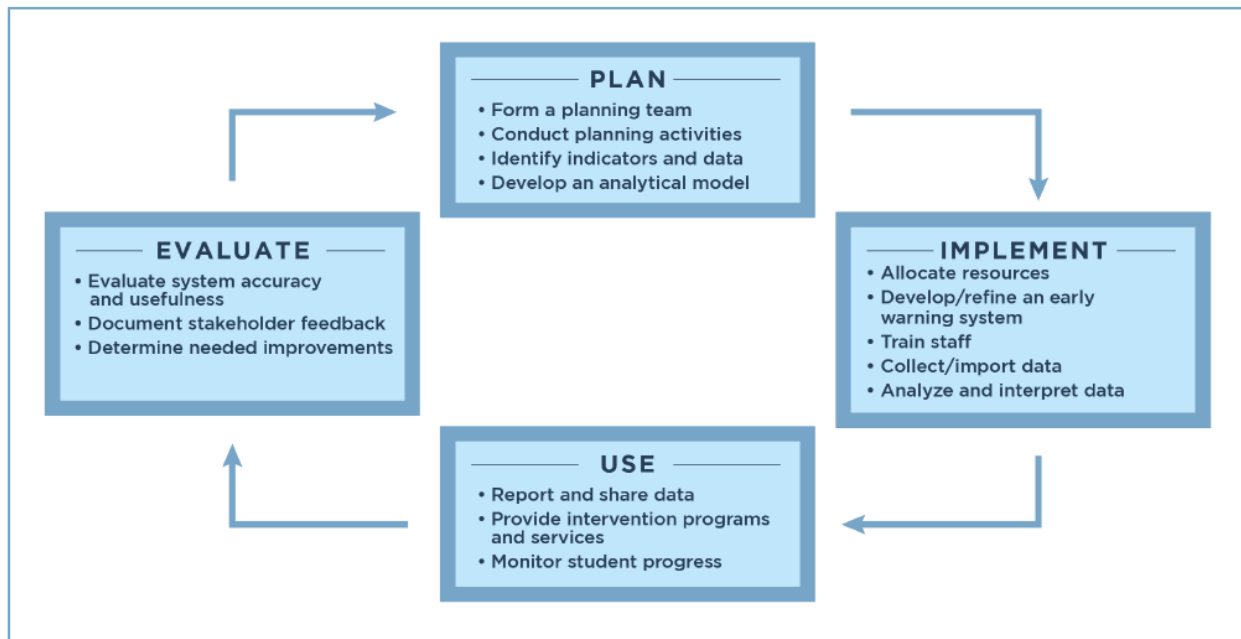 PLAN
• Form a planning team
• Conduct planning activities
• Identify indicators and data
• Develop an analytical model
IMPLEMENT
• Allocate resources
• Develop/refine an early
warning system
• Train staff
• Collect/import data
• Analyze and interpret data
USE
• Report and share data
• Provide intervention programs
and services
• Monitor student progress
EVALUATE
• Evaluate system accuracy
and usefulness
• Document stakeholder feedback
• Determine needed improvements